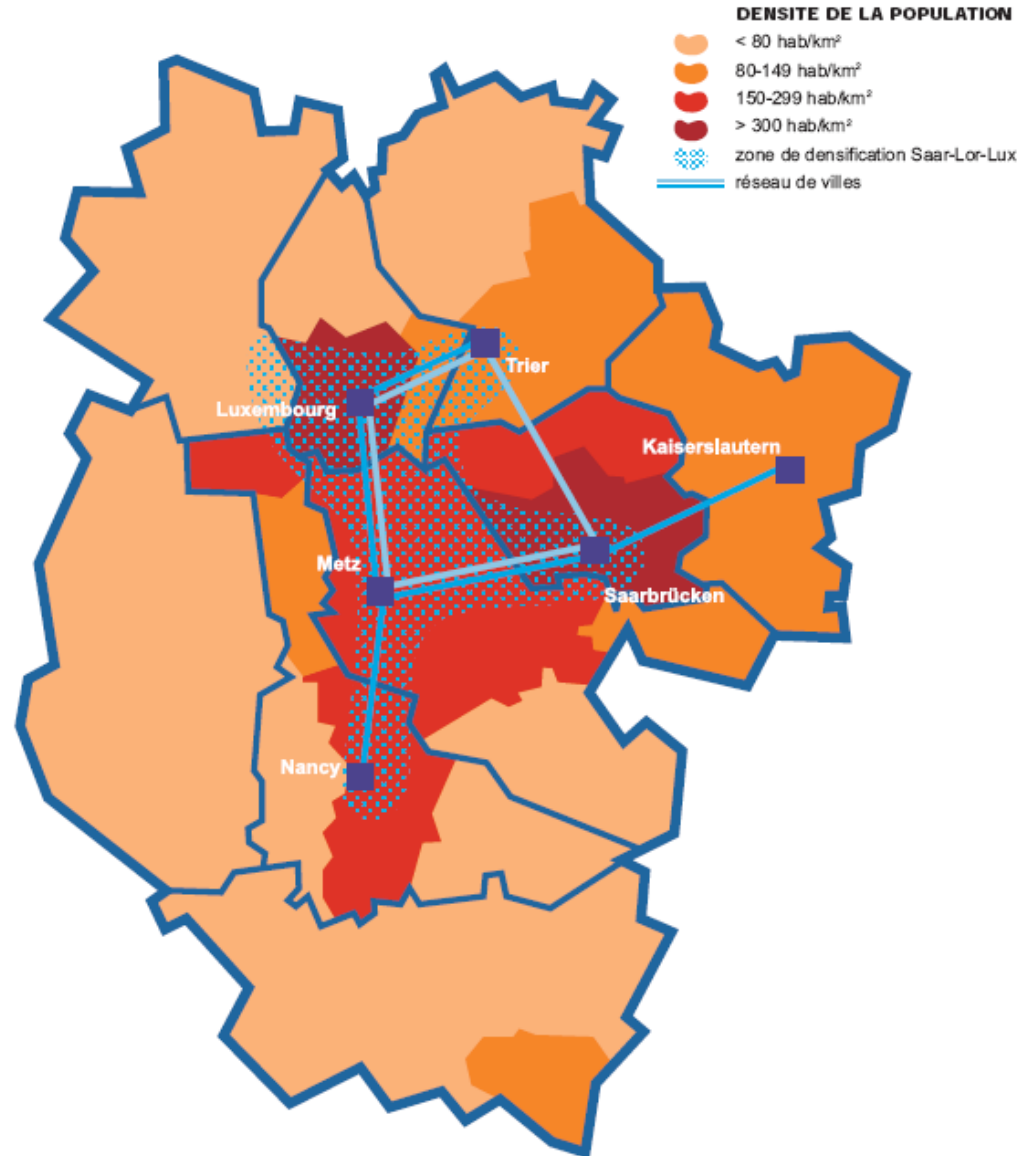 DENSITE DE LA POPULATION
< 80 hab/km²
80-149 hab/km²
150-299 hab/km²
> 300 hab/km²
zone de densification Saar-Lor-Lux
réseau de villes
Trier
Luxembourg
Kaiserslautern
Metz
Saarbrücken
Nancy